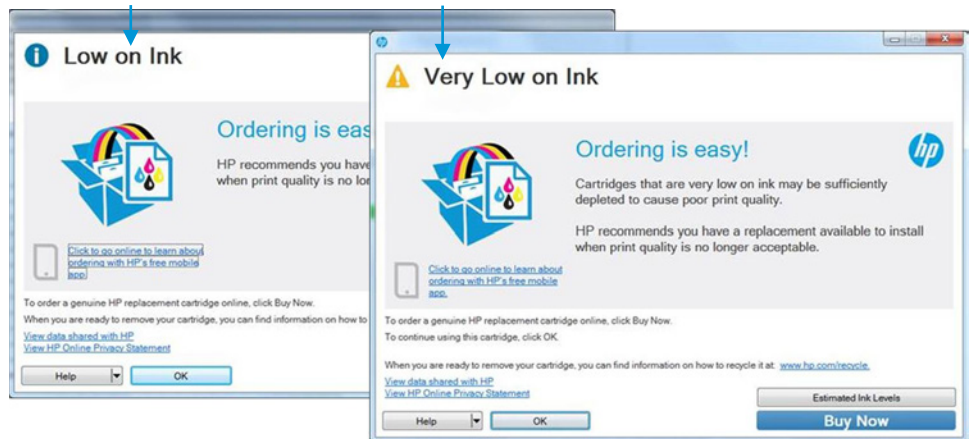 Low on Ink
Ordering is eas
HP recommends you have
when print quality is no lo
Click to go online to learn about
ordering with HP's free mobile
app.
To order a genuine HP replacement cartridge online, click Buy Now.
When you are ready to remove your cartridge, you can find information on how to
View data shared with HP
View HP Online Privacy Statement
Help
OK
hp
Very Low on Ink
Ordering is easy!
hp
Cartridges that are very low on ink may be sufficiently
depleted to cause poor print quality.
HP recommends you have a replacement available to install
when print quality is no longer acceptable.
Click to go online to learn about
ordering with HP's free mobile
app.
To order a genuine HP replacement cartridge online, click Buy Now.
To continue using this cartridge, click OK.
When you are ready to remove your cartridge, you can find information on how to recycle it at: www.hp.com/recycle.
View data shared with HP
View HP Online Privacy Statement
Estimated Ink Levels
Help
OK
Buy Now